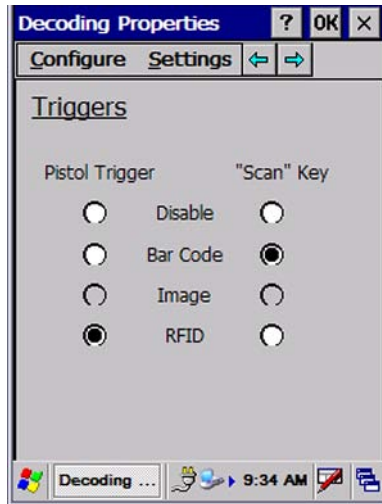 Decoding Properties ? OK ×
Configure Settings
Triggers
Pistol Trigger "Scan" Key
Disable
Bar Code
Image
RFID
Decoding ... 9:34 AM